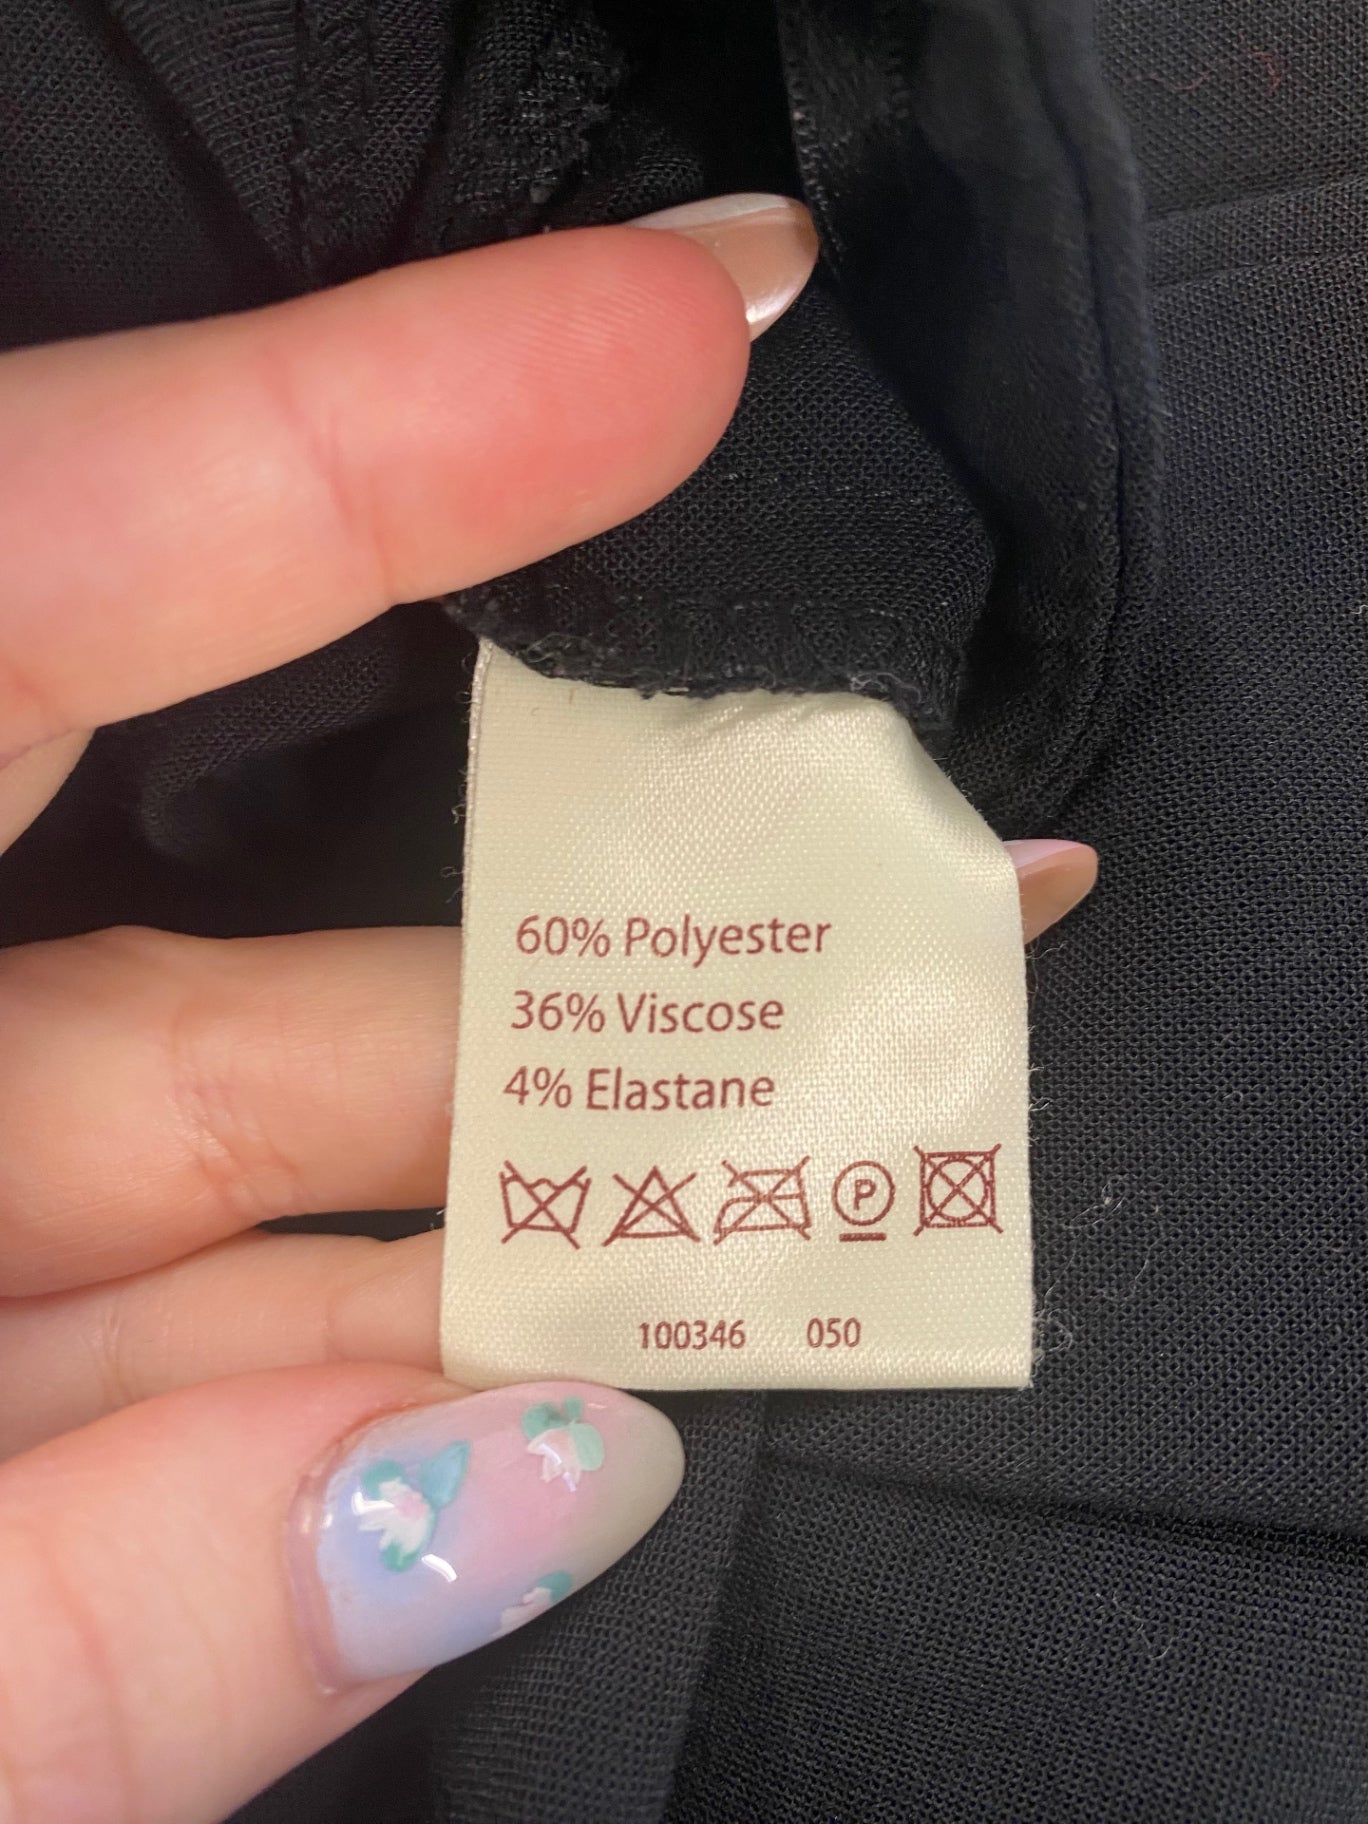 60% Polyester
36% Viscose
4% Elastane
P
100346 050